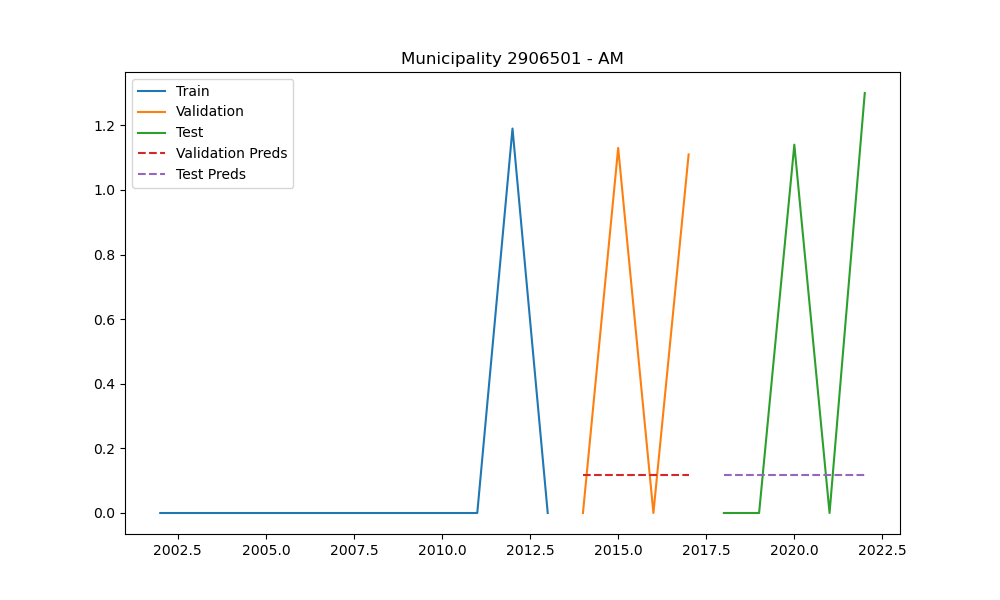 Municipality 2906501 - AM
Train
Validation
Test
Validation Preds
Test Preds
1.2
1.0
0.8
0.6
0.4
0.2
0.0
2002.5 2005.0 2007.5 2010.0 2012.5 2015.0 2017.5 2020.0 2022.5